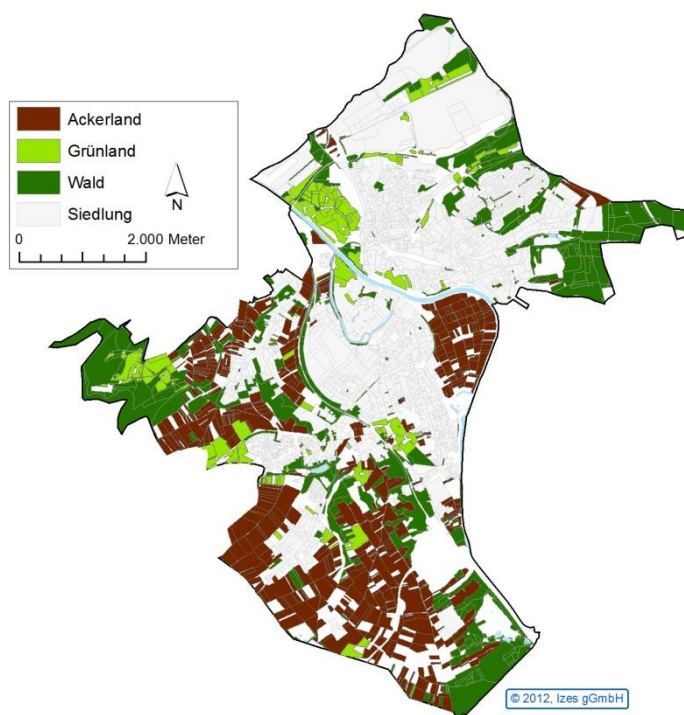 Ackerland
Grünland
Wald
Siedlung
N
0 2.000 Meter
© 2012, Izes gGmbH